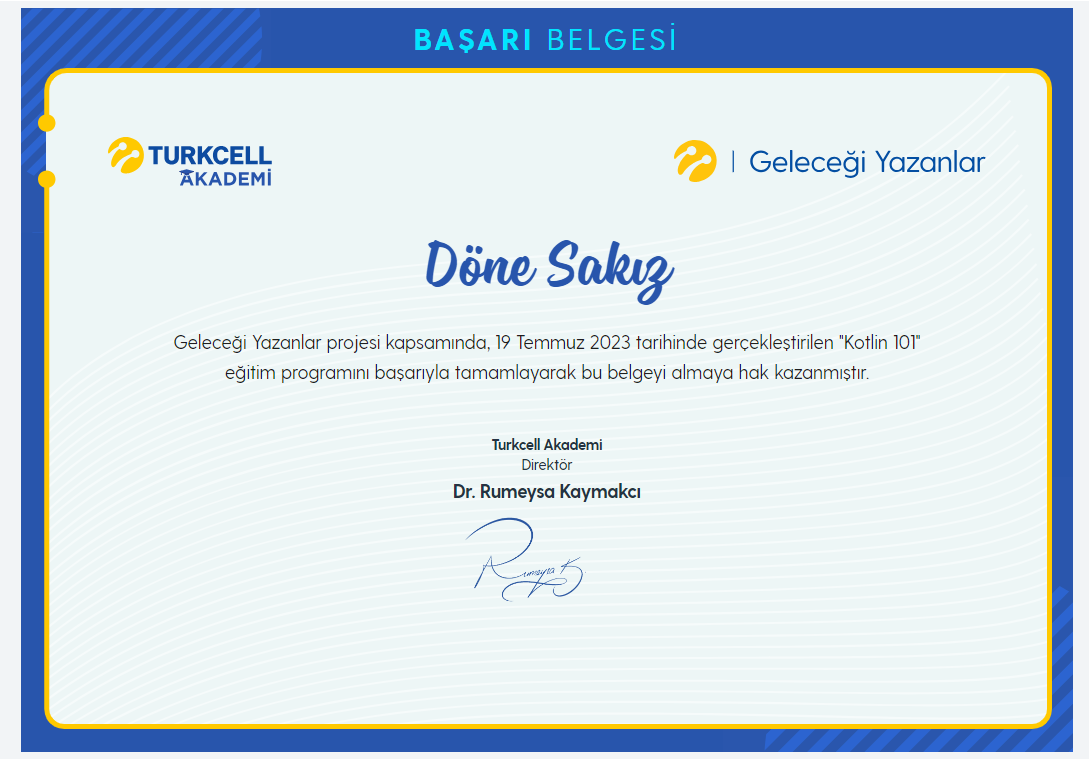 BAŞARI BELGESİ
TURKCELL
AKADEMİ
| Geleceği Yazanlar
Döne Sakız
Geleceği Yazanlar projesi kapsamında, 19 Temmuz 2023 tarihinde gerçekleştirilen "Kotlin 101"
eğitim programını başarıyla tamamlayarak bu belgeyi almaya hak kazanmıştır.
Turkcell Akademi
Direktör
Dr. Rumeysa Kaymakcı
Rumeysa K